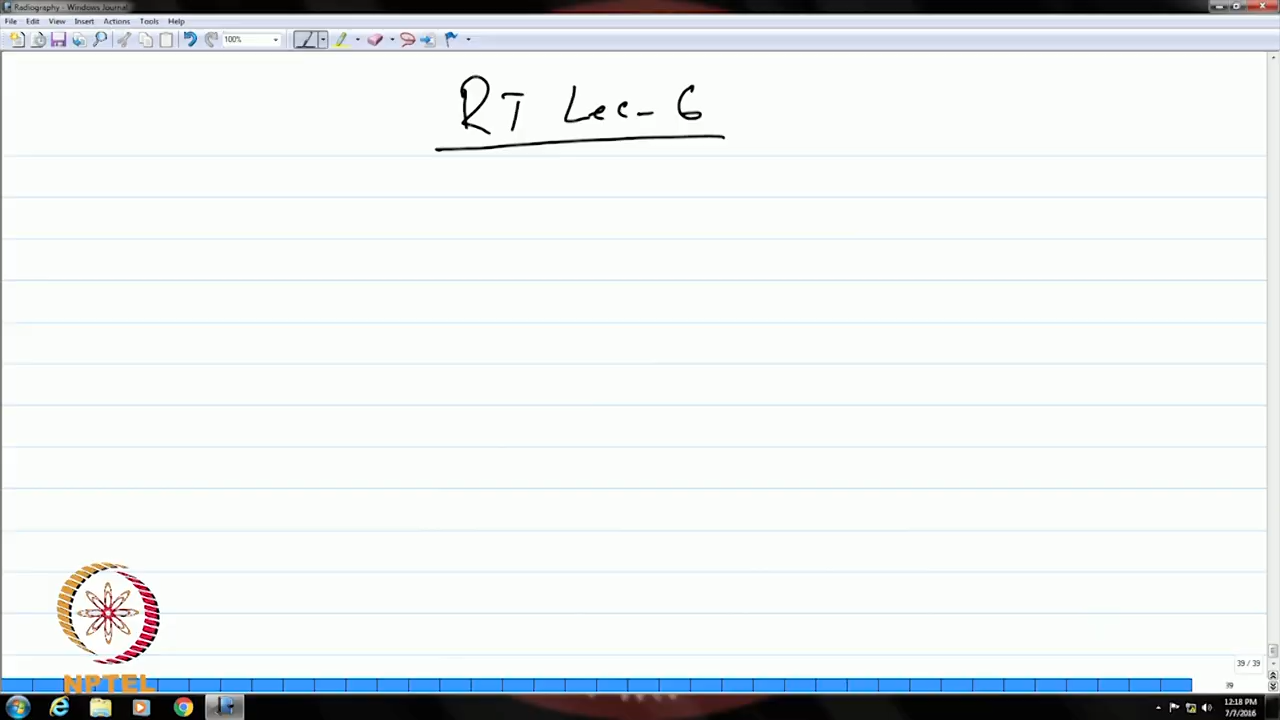 Radiography - Windows Journal
File Edit View Insert Actions Tools Help
100%
RT Lec- 6
39 / 39
39
NPTEL
12:18 PM
7/7/2016